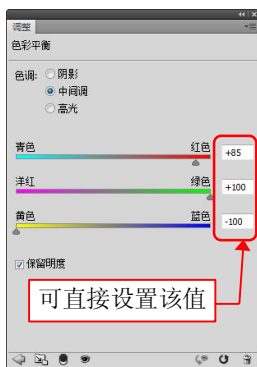 调整
色彩平衡
色调: 阴影
中间调
高光
青色 红色 +85
洋红 绿色 +100
黄色 蓝色 -100
保留明度
可直接设置该值